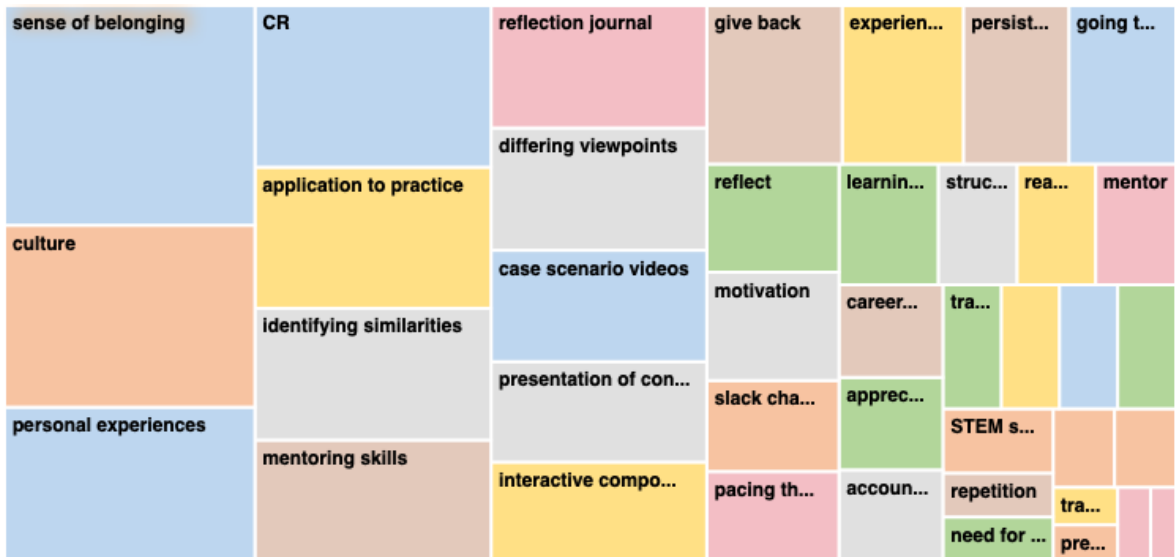 sense of belonging
culture
personal experiences
CR
application to practice
identifying similarities
mentoring skills
reflection journal
differing viewpoints
case scenario videos
presentation of con...
interactive compo...
give back
experien...
persist...
going t...
reflect
learnin...
struc...
rea...
mentor
motivation
career...
tra...
slack cha...
apprec...
STEM s...
pacing th...
accoun...
repetition
tra...
need for ...
pre...